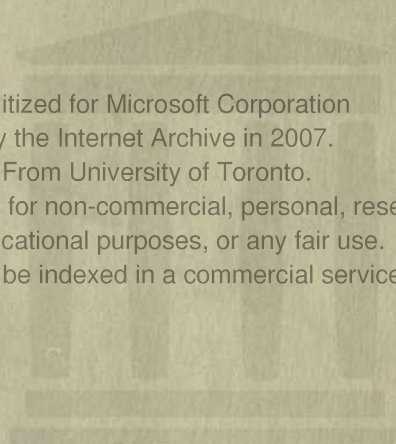 itized for Microsoft Corporation
y the Internet Archive in 2007.
From University of Toronto.
for non-commercial, personal, rese
cational purposes, or any fair use.
be indexed in a commercial service